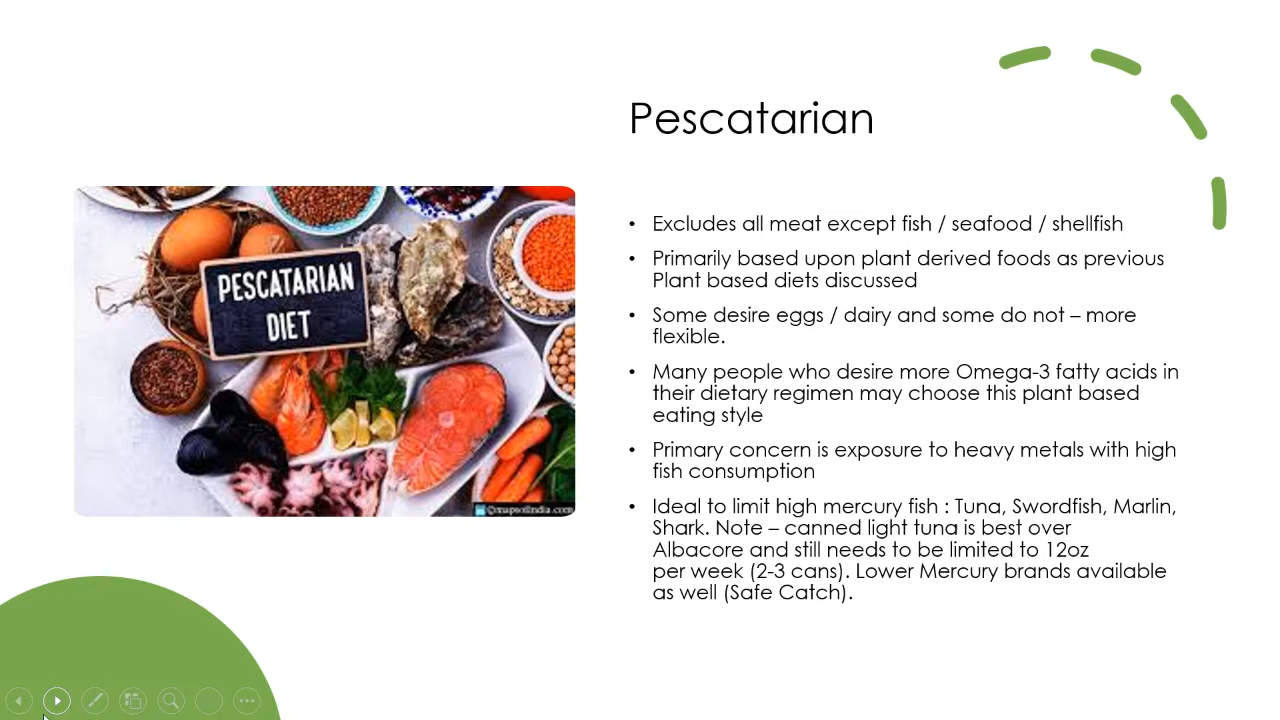 Pescatarian
PESCATARIAN
DIET
©mapsofindia.com
• Excludes all meat except fish / seafood / shellfish
• Primarily based upon plant derived foods as previous
Plant based diets discussed
• Some desire eggs / dairy and some do not – more
flexible.
• Many people who desire more Omega-3 fatty acids in
their dietary regimen may choose this plant based
eating style
• Primary concern is exposure to heavy metals with high
fish consumption
• Ideal to limit high mercury fish : Tuna, Swordfish, Marlin,
Shark. Note – canned light tuna is best over
Albacore and still needs to be limited to 12oz
per week (2-3 cans). Lower Mercury brands available
as well (Safe Catch).